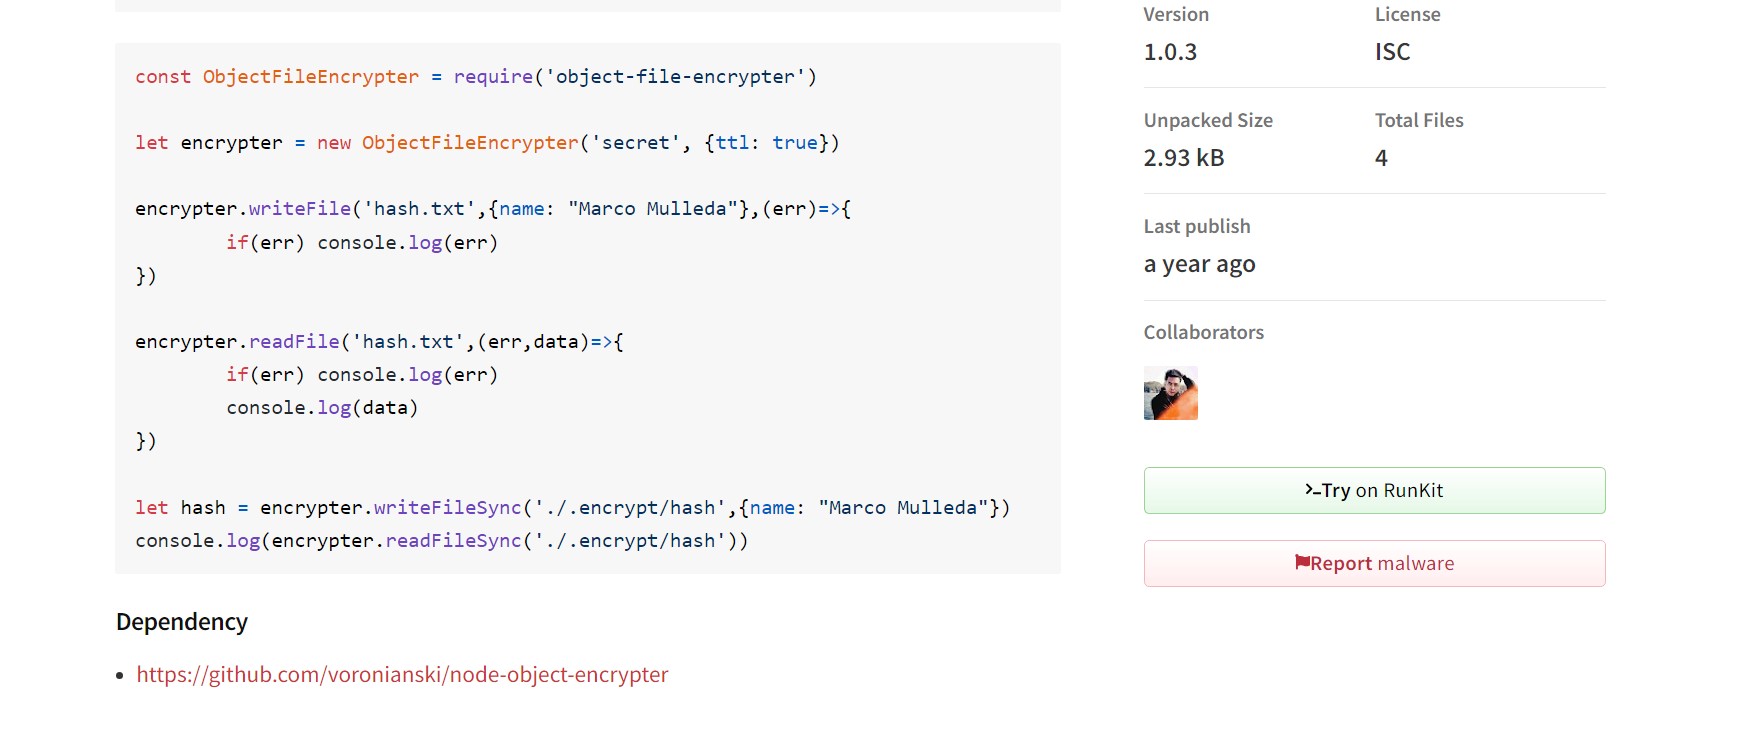 const ObjectFileEncrypter = require('object-file-encrypter')
let encrypter = new ObjectFileEncrypter('secret', {ttl: true})
encrypter.writeFile('hash.txt',{name: "Marco Mulleda"},(err)=>{
if(err) console.log(err)
})
encrypter.readFile('hash.txt',(err,data)=>{
if(err) console.log(err)
console.log(data)
})
let hash = encrypter.writeFileSync('./.encrypt/hash',{name: "Marco Mulleda"})
console.log(encrypter.readFileSync('./.encrypt/hash'))
Dependency
• https://github.com/voronianski/node-object-encrypter
Version
License
1.0.3
ISC
Unpacked Size
Total Files
2.93 kB
4
Last publish
a year ago
Collaborators
Try on RunKit
Report malware